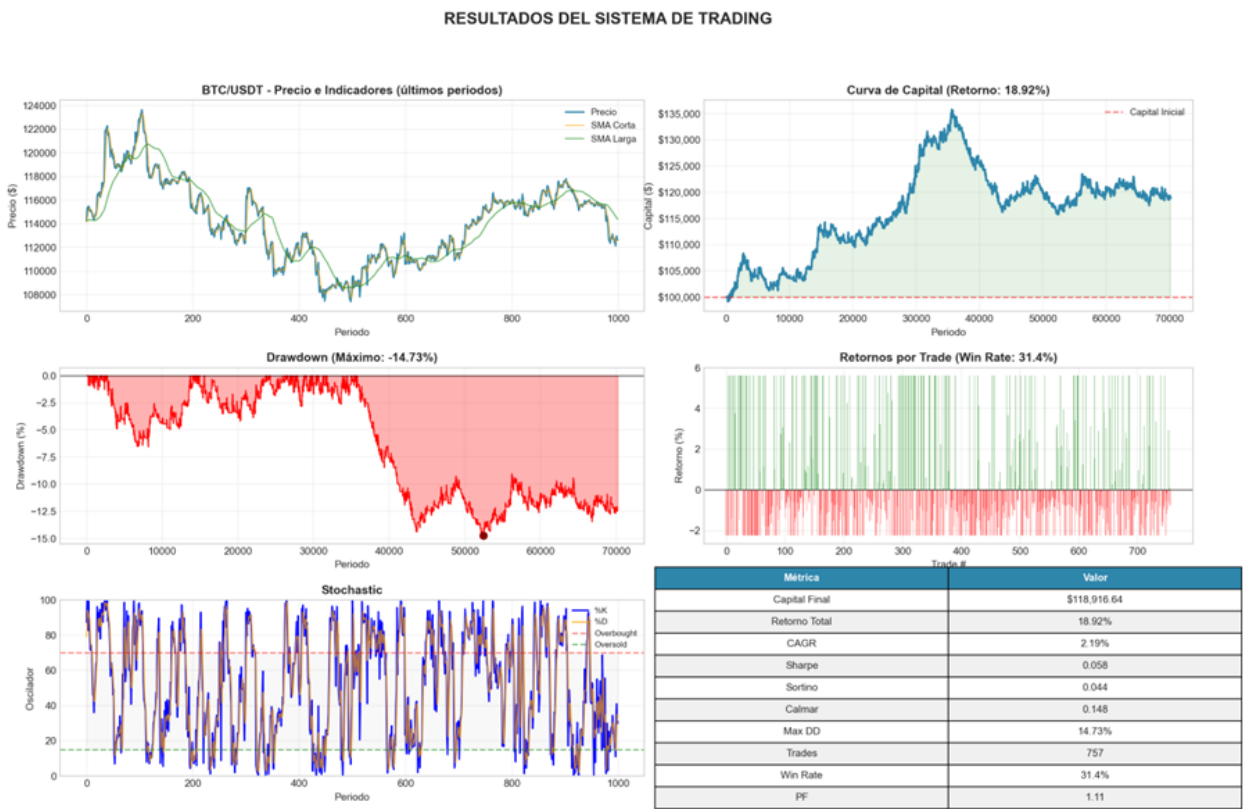 RESULTADOS DEL SISTEMA DE TRADING
BTC/USDT - Precio e Indicadores (últimos periodos)
124000
122000
120000
118000
116000
114000
112000
110000
108000
Precio ($)
0 200 400 600 800 1000
Periodo
Precio
SMA Corta
SMA Larga
Curva de Capital (Retorno: 18.92%)
$135,000
$130,000
$125,000
$120,000
$115,000
$110,000
$105,000
$100,000
Capital ($)
0 10000 20000 30000 40000 50000 60000 70000
Periodo
Capital Inicial
Drawdown (Máximo: -14.73%)
0.0
−2.5
−5.0
−7.5
−10.0
−12.5
−15.0
Drawdown (%)
0 10000 20000 30000 40000 50000 60000 70000
Periodo
Retornos por Trade (Win Rate: 31.4%)
6
4
2
0
−2
Retorno (%)
0 100 200 300 400 500 600 700
Trade #
Stochastic
100
80
60
40
20
0
Oscilador
0 200 400 600 800 1000
Periodo
%K
%D
Overbought
Oversold
Métrica Valor
Capital Final $118,916.64
Retorno Total 18.92%
CAGR 2.19%
Sharpe 0.058
Sortino 0.044
Calmar 0.148
Max DD 14.73%
Trades 757
Win Rate 31.4%
PF 1.11